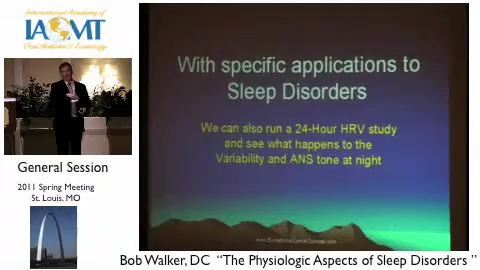 International Academy of
IAOMT
Oral Medicine & Toxicology
General Session
2011 Spring Meeting
St. Louis, MO
With specific applications to
Sleep Disorders
We can also run a 24-Hour HRV study
and see what happens to the
Variability and ANS tone at night
Bob Walker, DC “The Physiologic Aspects of Sleep Disorders ”